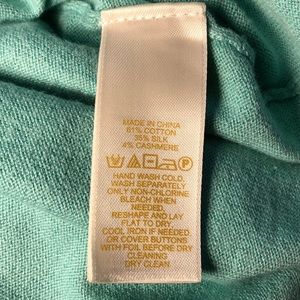 MADE IN CHINA
61% COTTON
35% SILK
4% CASHMERE
HAND WASH COLD.
WASH SEPARATELY
ONLY NON-CHLORINE
BLEACH WHEN
NEEDED.
RESHAPE AND LAY
FLAT TO DRY.
COOL IRON IF NEEDED.
OR COVER BUTTONS
WITH FOIL BEFORE DRY
CLEANING
DRY CLEAN.